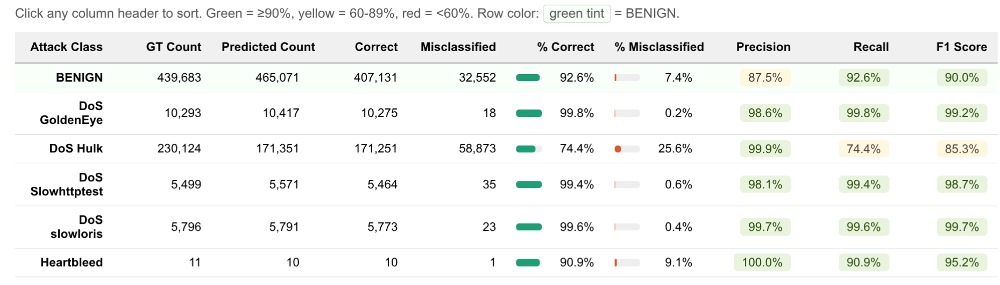 Click any column header to sort. Green = ≥90%, yellow = 60-89%, red = <60%. Row color: green tint = BENIGN.
Attack Class GT Count Predicted Count Correct Misclassified % Correct % Misclassified Precision Recall F1 Score
BENIGN 439,683 465,071 407,131 32,552 92.6% 7.4% 87.5% 92.6% 90.0%
DoS
GoldenEye 10,293 10,417 10,275 18 99.8% 0.2% 98.6% 99.8% 99.2%
DoS Hulk 230,124 171,351 171,251 58,873 74.4% 25.6% 99.9% 74.4% 85.3%
DoS
Slowhttptest 5,499 5,571 5,464 35 99.4% 0.6% 98.1% 99.4% 98.7%
DoS
slowloris 5,796 5,791 5,773 23 99.6% 0.4% 99.7% 99.6% 99.7%
Heartbleed 11 10 10 1 90.9% 9.1% 100.0% 90.9% 95.2%